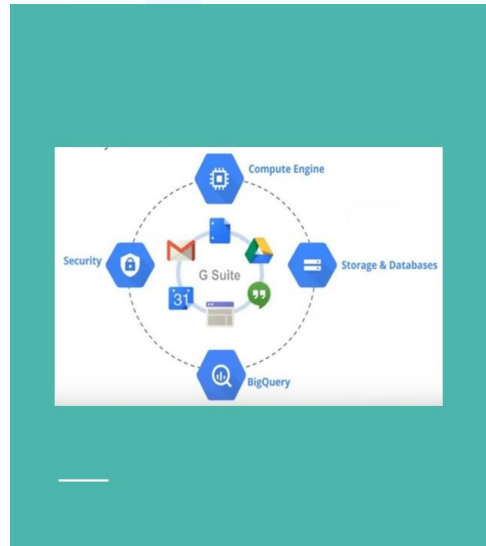 Compute Engine
Security
G Suite
31
Storage & Databases
BigQuery